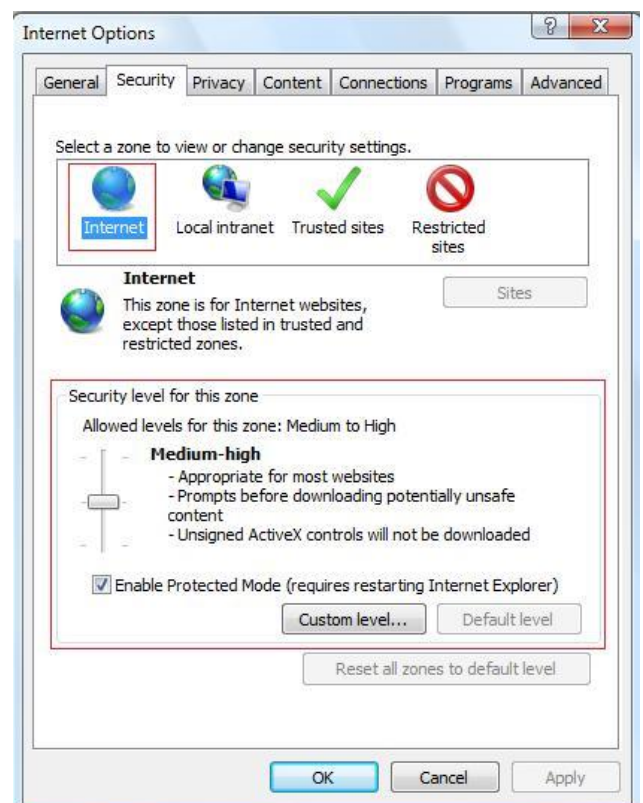 Internet Options
General Security Privacy Content Connections Programs Advanced
Select a zone to view or change security settings.
Internet Local intranet Trusted sites Restricted
sites
Internet
Sites
This zone is for Internet websites,
except those listed in trusted and
restricted zones.
Security level for this zone
Allowed levels for this zone: Medium to High
Medium-high
- Appropriate for most websites
- Prompts before downloading potentially unsafe
content
- Unsigned ActiveX controls will not be downloaded
Enable Protected Mode (requires restarting Internet Explorer)
Custom level... Default level
Reset all zones to default level
OK Cancel Apply